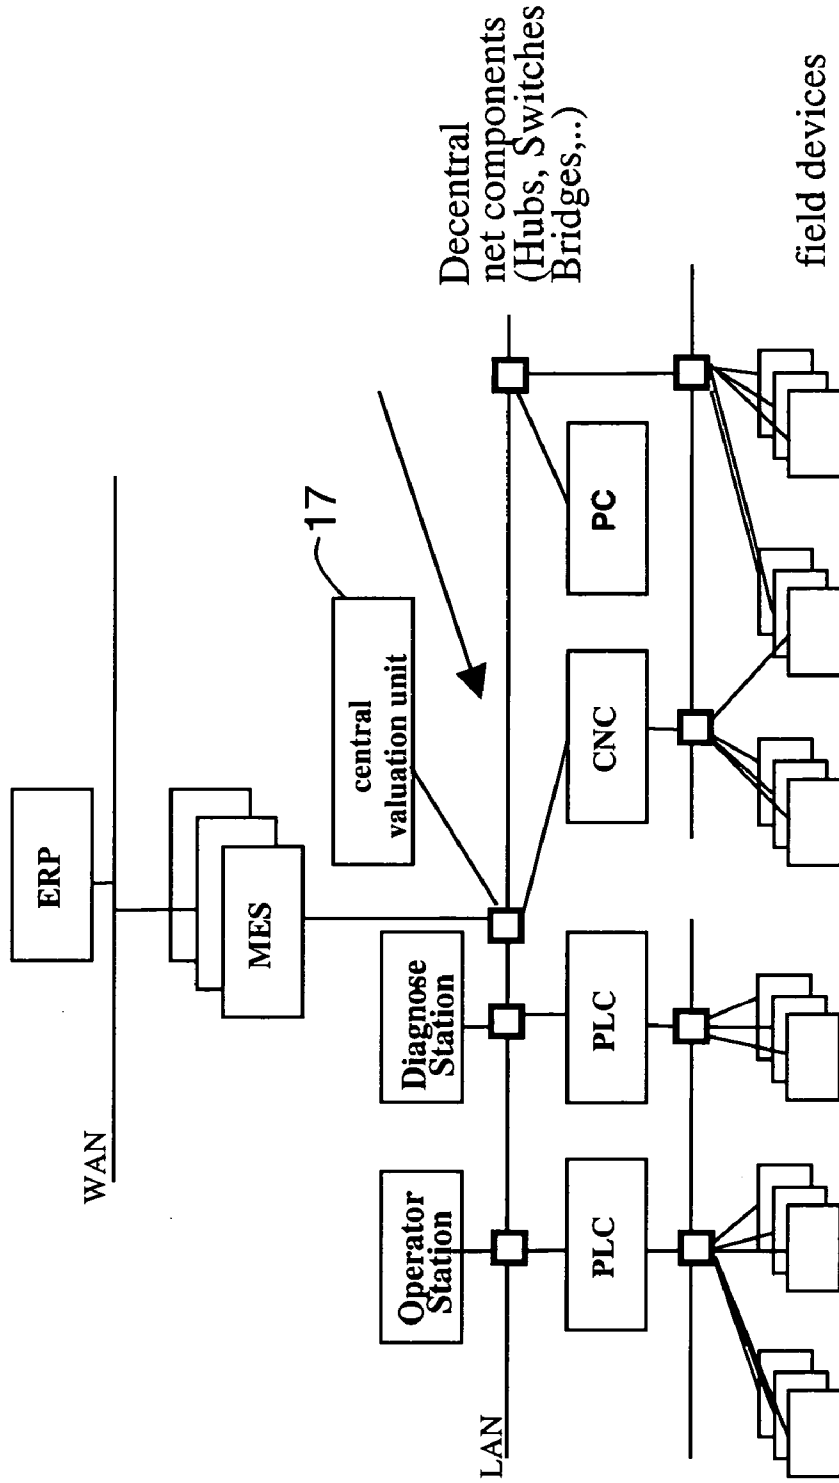 ERP
WAN
MES
central
valuation unit
17
Operator
Station
Diagnose
Station
Decentral
net components
(Hubs, Switches
Bridges,..)
LAN
PLC
PLC
CNC
PC
field devices